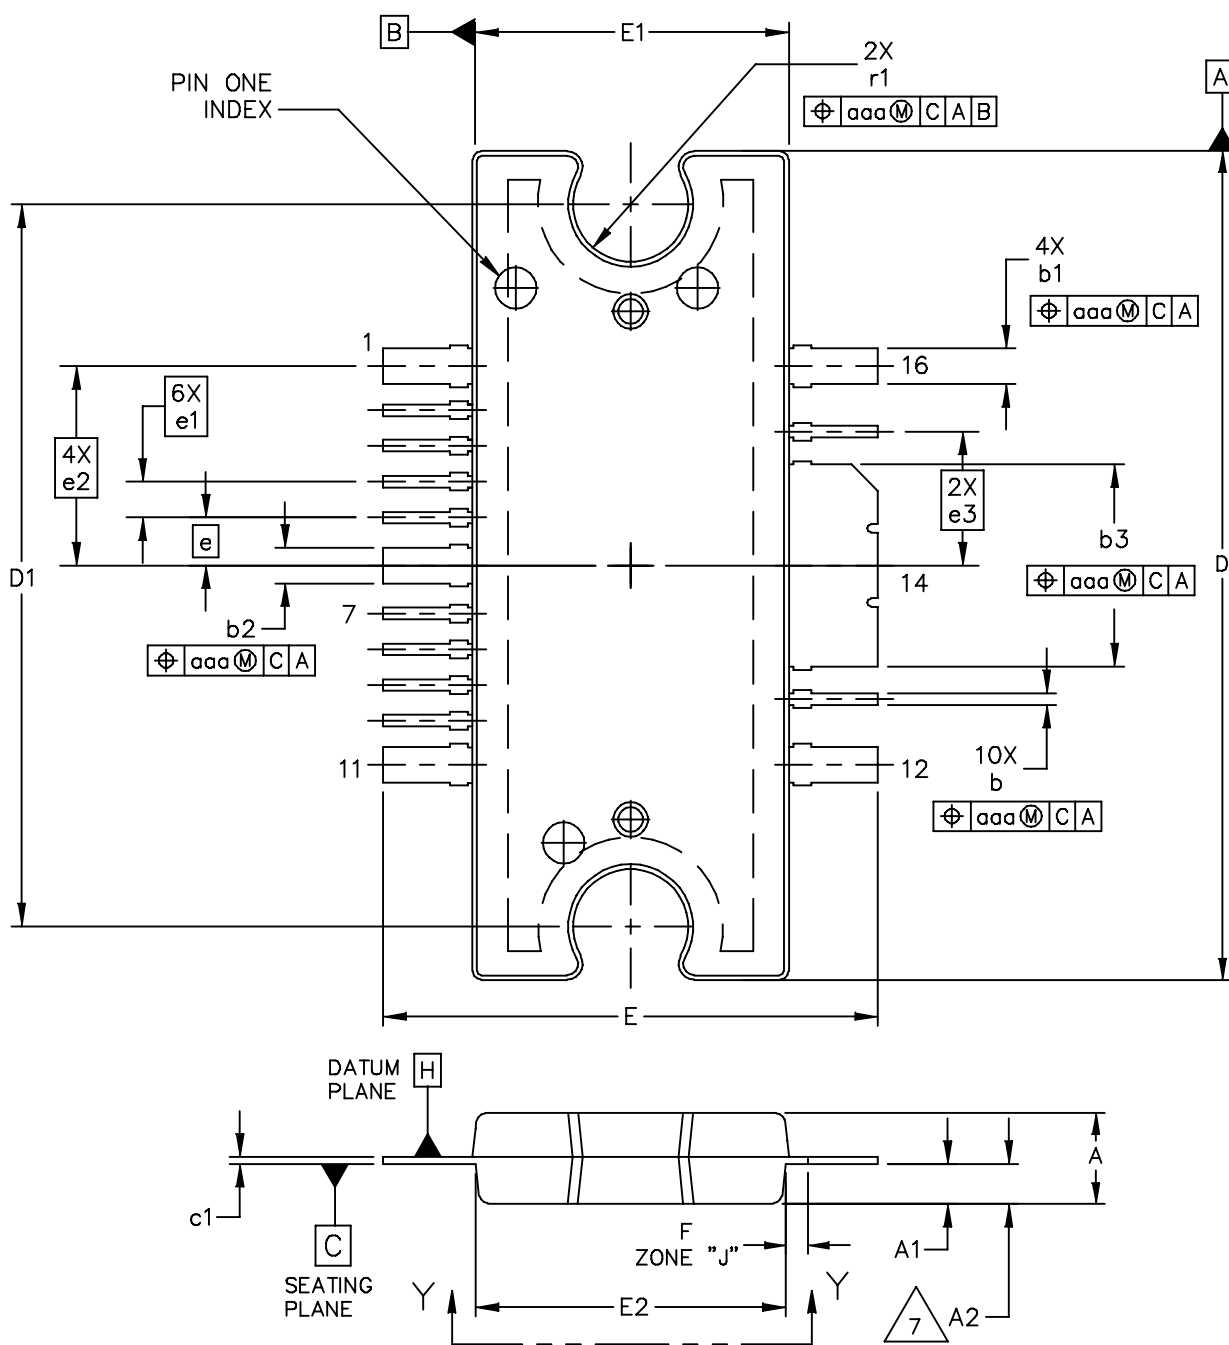 B
E1
2X
r1
⌖ aaa Ⓜ C A B
A
PIN ONE
INDEX
4X
b1
⌖ aaa Ⓜ C A
1
16
6X
e1
4X
e2
2X
e3
e
b3
⌖ aaa Ⓜ C A
D1
D
14
7
b2
⌖ aaa Ⓜ C A
11
12
10X
b
⌖ aaa Ⓜ C A
E
DATUM
PLANE
H
A
c1
C
SEATING
PLANE
F
ZONE "J"
A1
Y
E2
Y
7
A2